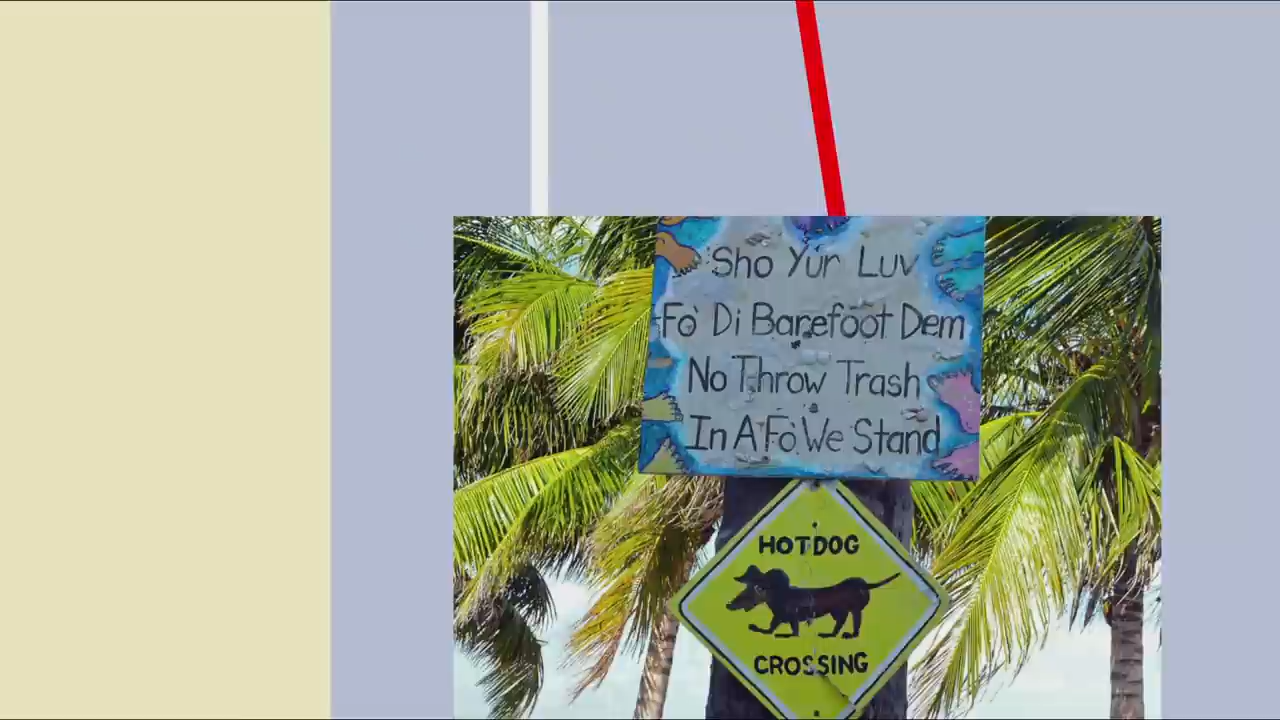 Sho Yur Luv
Fo Di Barefoot Dem
No Throw Trash
In A Fo We Stand
HOTDOG
CROSSING